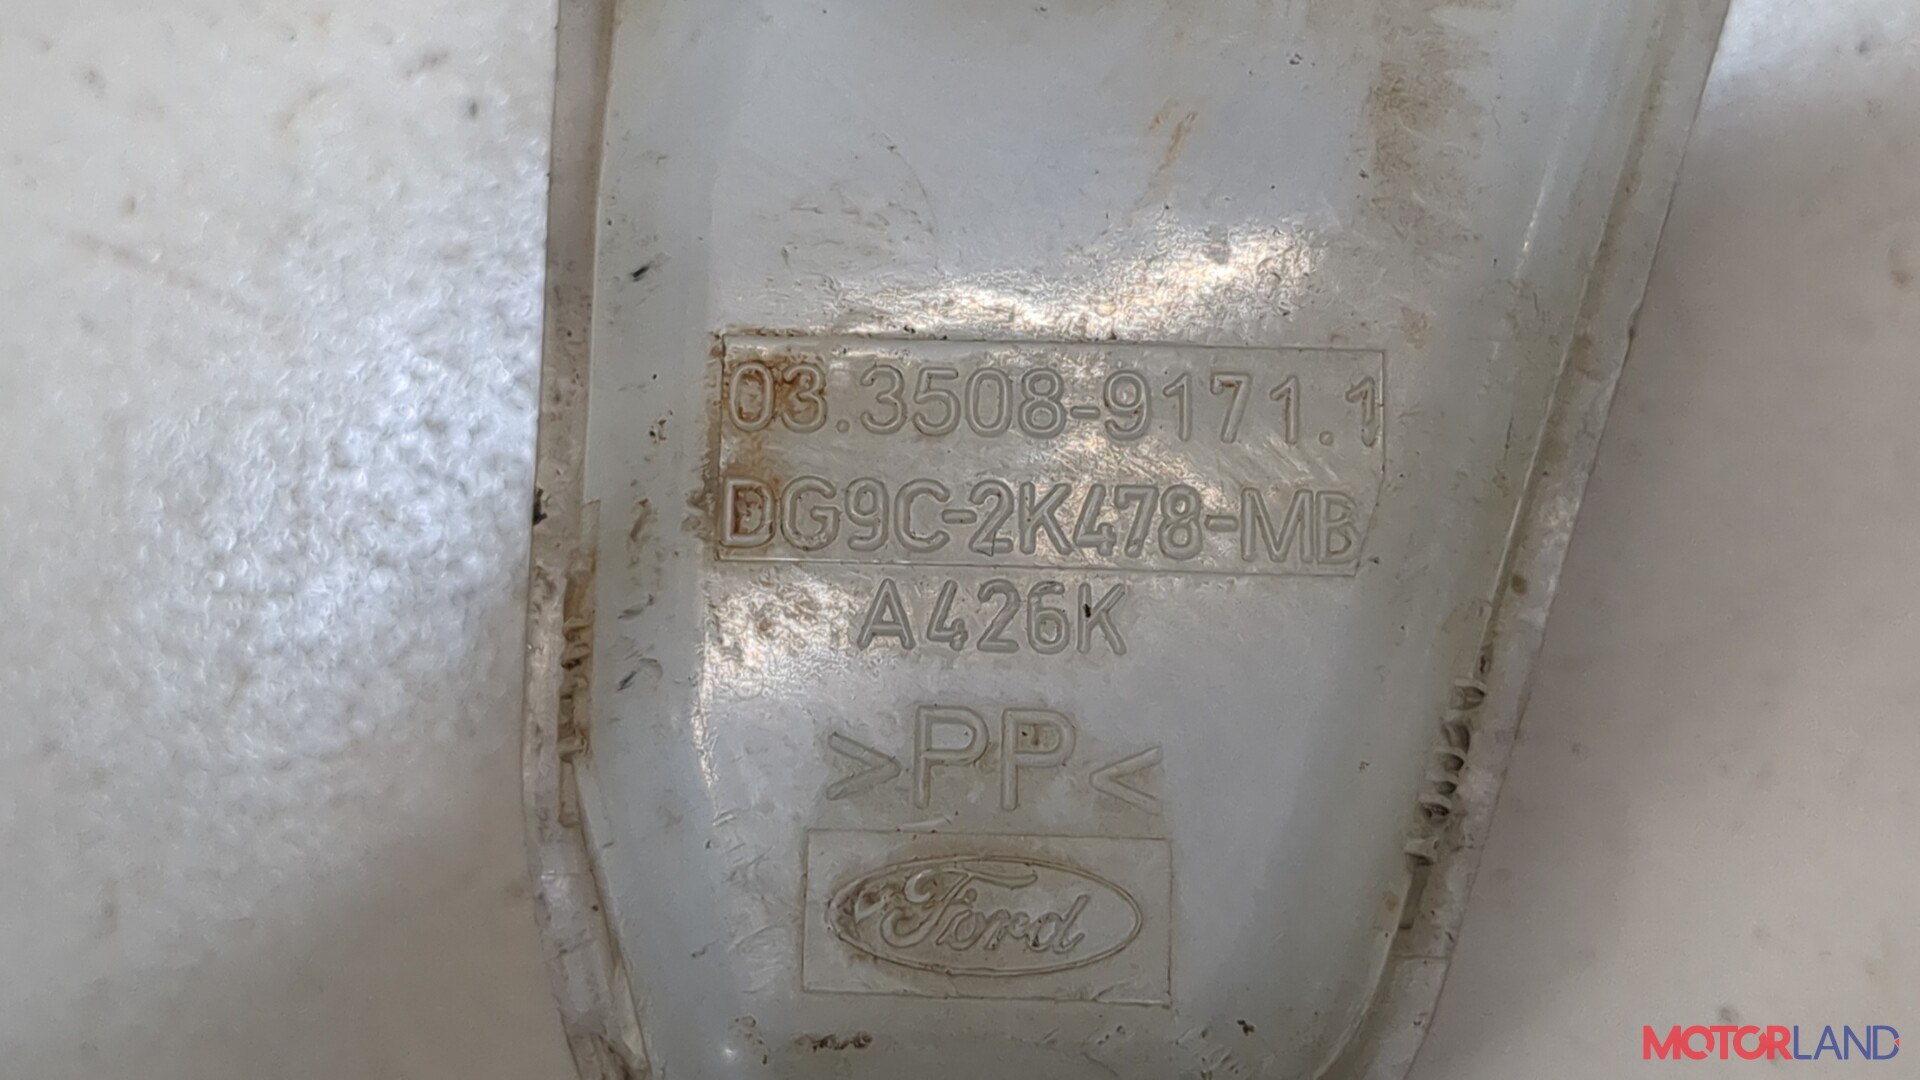 03.3508-9171.1
DG9C-2K478-MB
A426K
>PP<
Ford
MOTORLAND